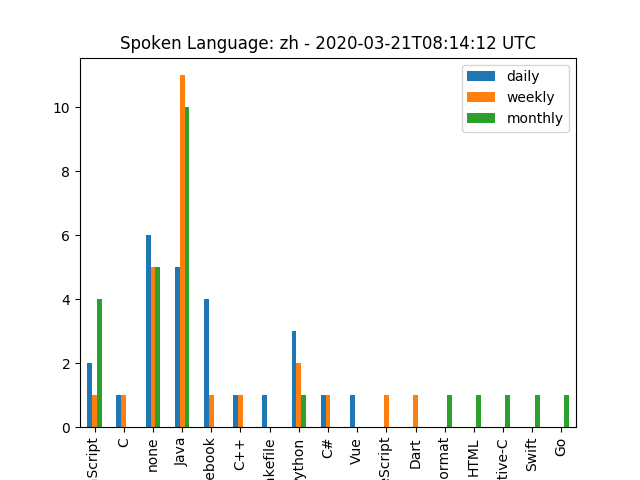 Spoken Language: zh - 2020-03-21T08:14:12 UTC
daily
weekly
monthly
10
8
6
4
2
0
Script
C
none
Java
ebook
C++
kefile
ython
C#
Vue
Script
Dart
ormat
HTML
tive-C
Swift
Go